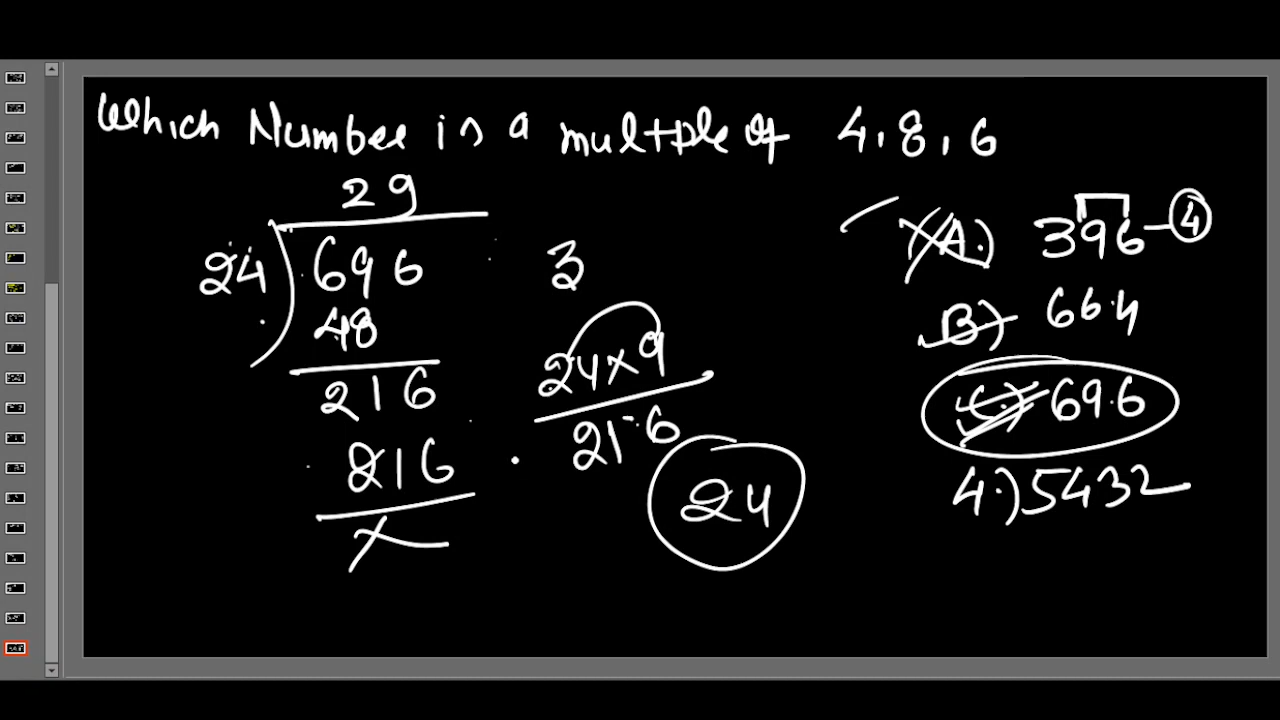 Which Number is a multple of 4, 8, 6
29
24 696
48
216
216
x
3
24x9
216
24
A.) 396 - 4
B) 664
C.) 696
4.) 5432